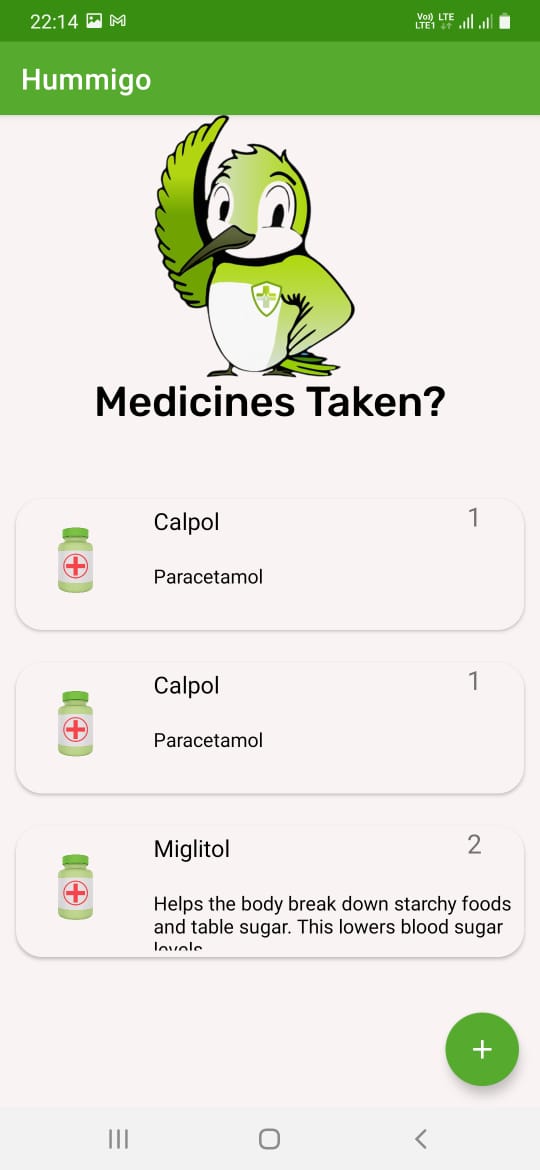 22:14
Vo)) LTE
LTE1
Hummigo
Medicines Taken?
Calpol
1
Paracetamol
Calpol
1
Paracetamol
Miglitol
2
Helps the body break down starchy foods
and table sugar. This lowers blood sugar
levels
+